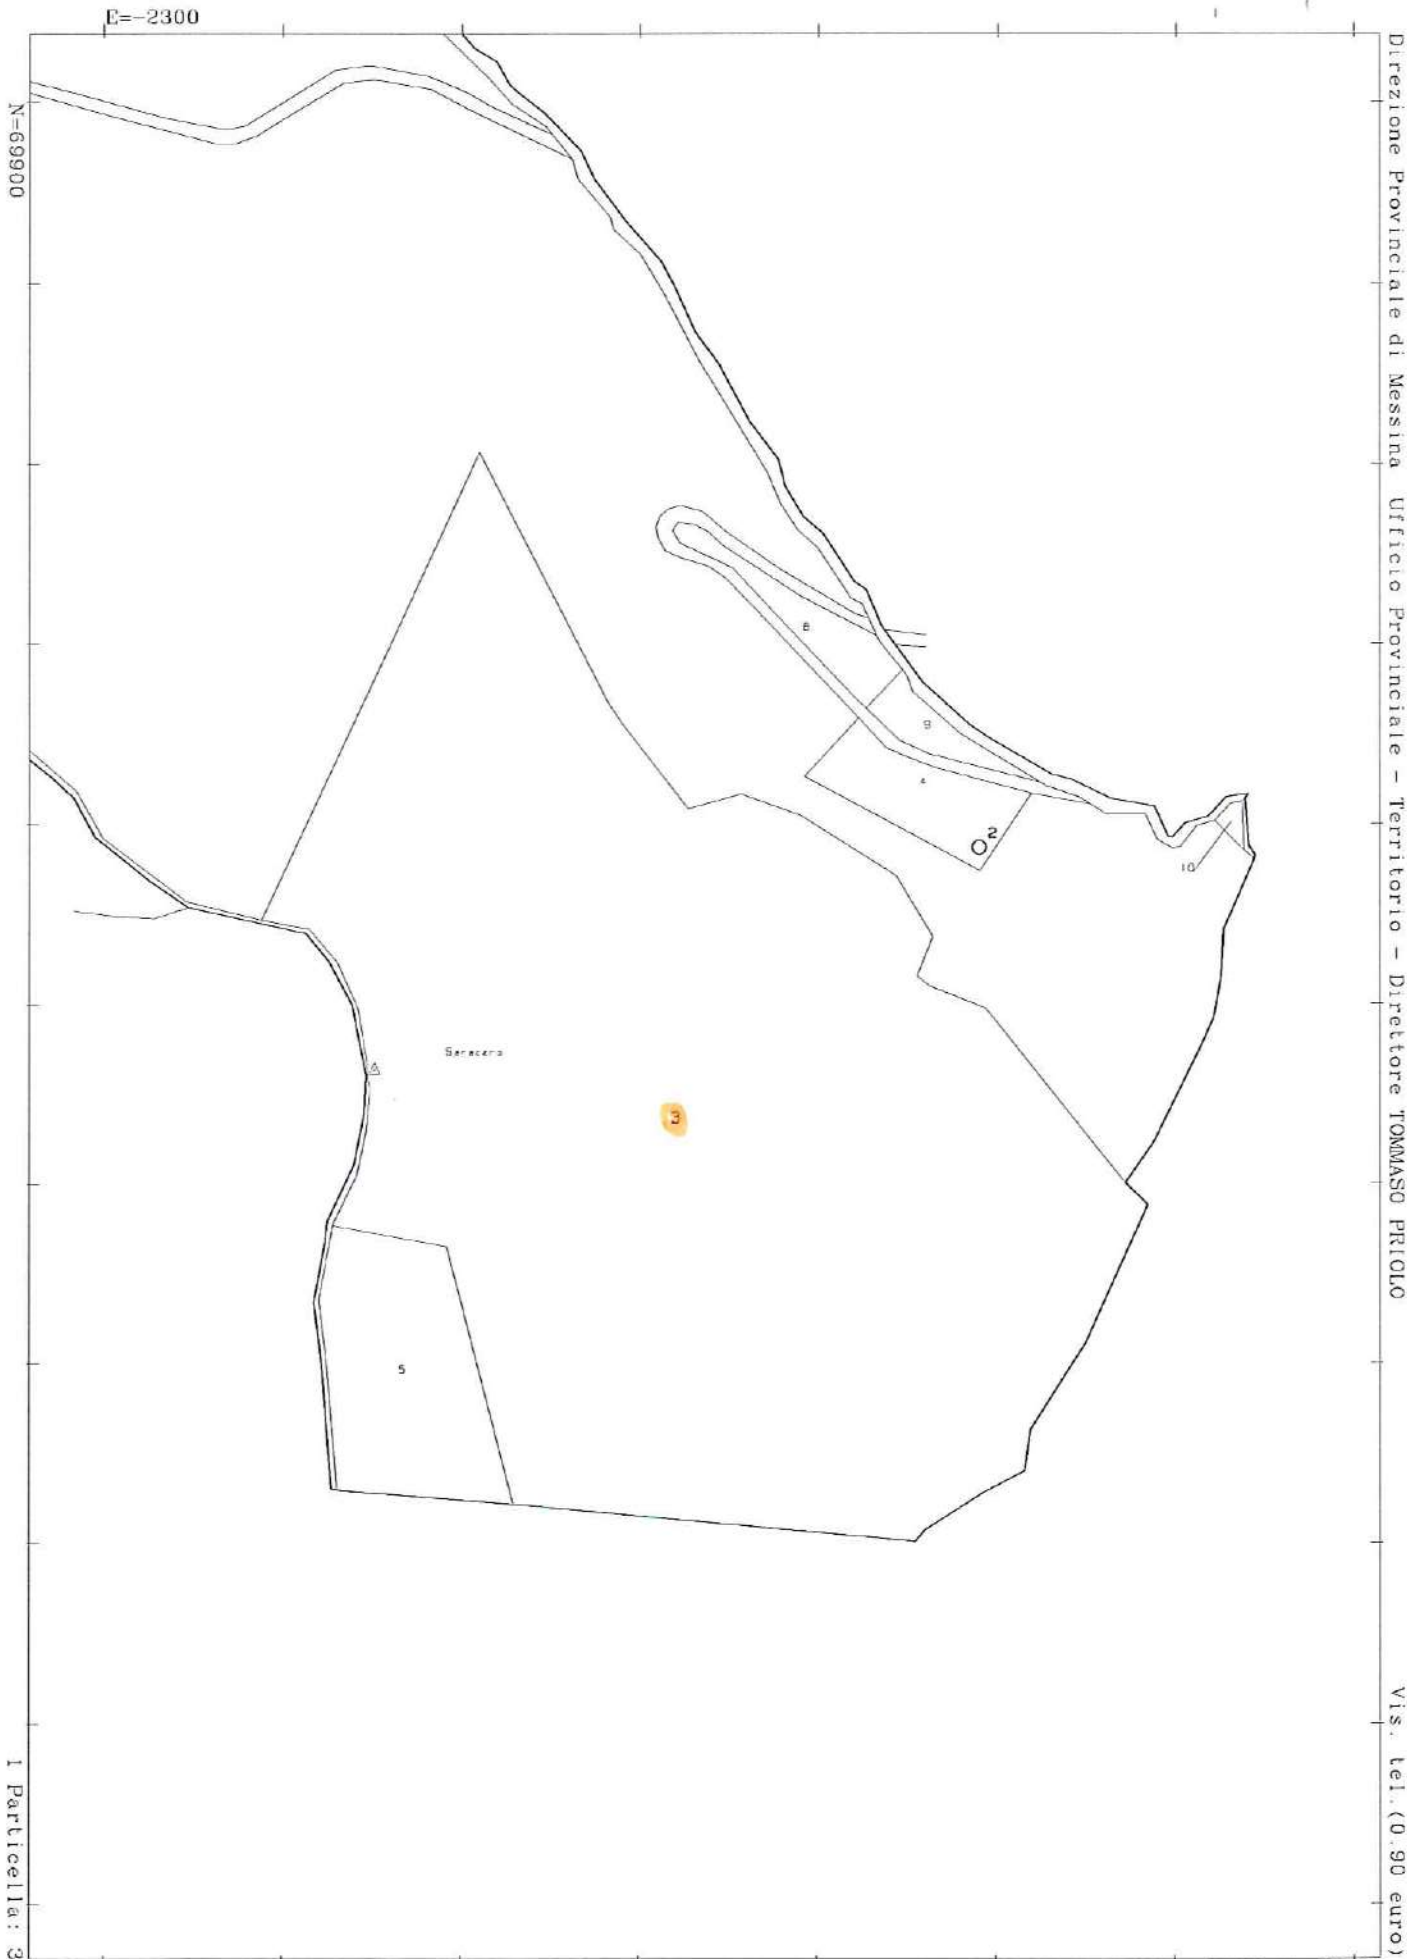 E=-2300
N=69900
Direzione Provinciale di Messina Ufficio Provinciale - Territorio - Direttore TOMMASO PRIOLO
Vis. tel. (0.90 euro)
8
9
4
2
10
3
5
1 Particella: 3